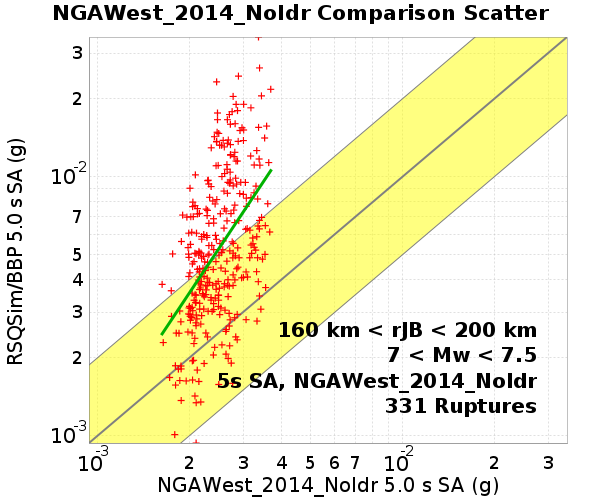 NGAWest_2014_NoIdr Comparison Scatter
RSQSim/BBP 5.0 s SA (g)
3
2
10⁻²
7
5
4
3
2
10⁻³
160 km < rJB < 200 km
7 < Mw < 7.5
5s SA, NGAWest_2014_NoIdr
331 Ruptures
10⁻³ 2 3 4 5 6 7 10⁻² 2 3
NGAWest_2014_NoIdr 5.0 s SA (g)